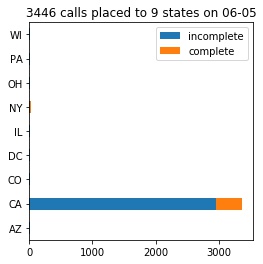 3446 calls placed to 9 states on 06-05
incomplete
complete
WI
PA
OH
NY
IL
DC
CO
CA
AZ
0 1000 2000 3000